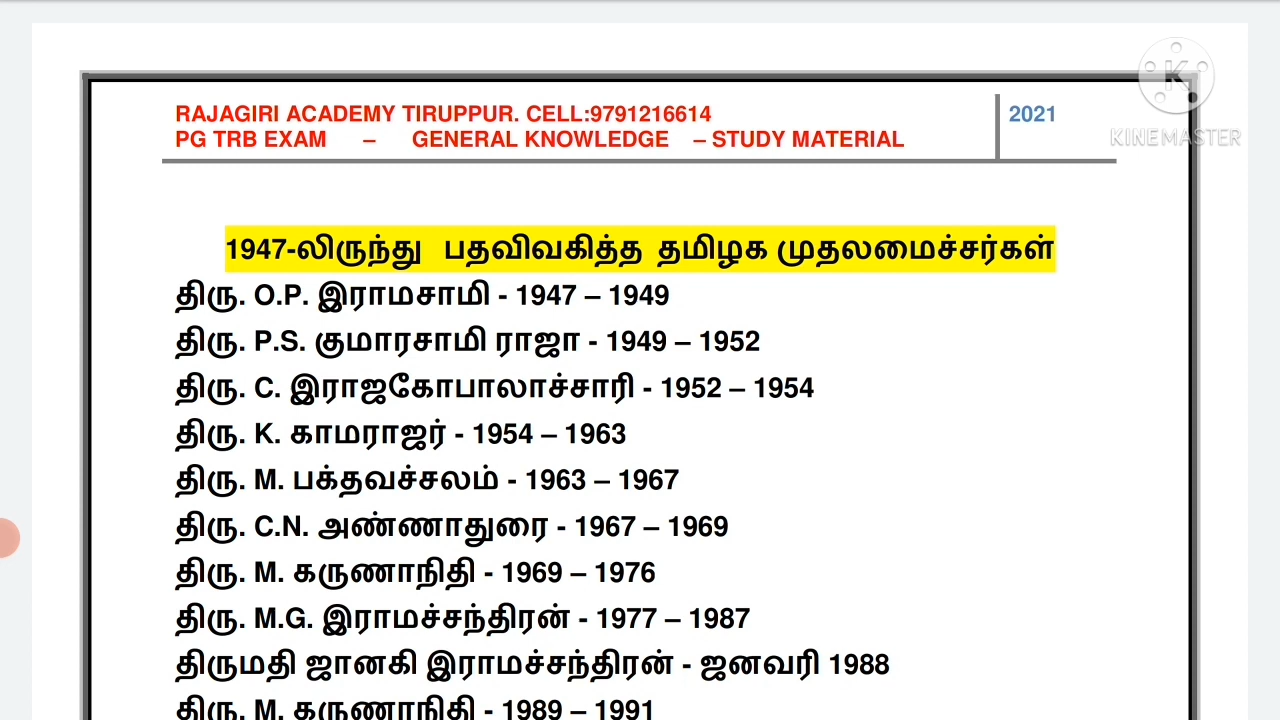 RAJAGIRI ACADEMY TIRUPPUR. CELL:9791216614
PG TRB EXAM – GENERAL KNOWLEDGE – STUDY MATERIAL
2021
K
KINEMASTER
1947-லிருந்து பதவிவகித்த தமிழக முதலமைச்சர்கள்
திரு. O.P. இராமசாமி - 1947 – 1949
திரு. P.S. குமாரசாமி ராஜா - 1949 – 1952
திரு. C. இராஜகோபாலாச்சாரி - 1952 – 1954
திரு. K. காமராஜர் - 1954 – 1963
திரு. M. பக்தவச்சலம் - 1963 – 1967
திரு. C.N. அண்ணாதுரை - 1967 – 1969
திரு. M. கருணாநிதி - 1969 – 1976
திரு. M.G. இராமச்சந்திரன் - 1977 – 1987
திருமதி ஜானகி இராமச்சந்திரன் - ஜனவரி 1988
திரு. M. கருணாநிதி - 1989 – 1991